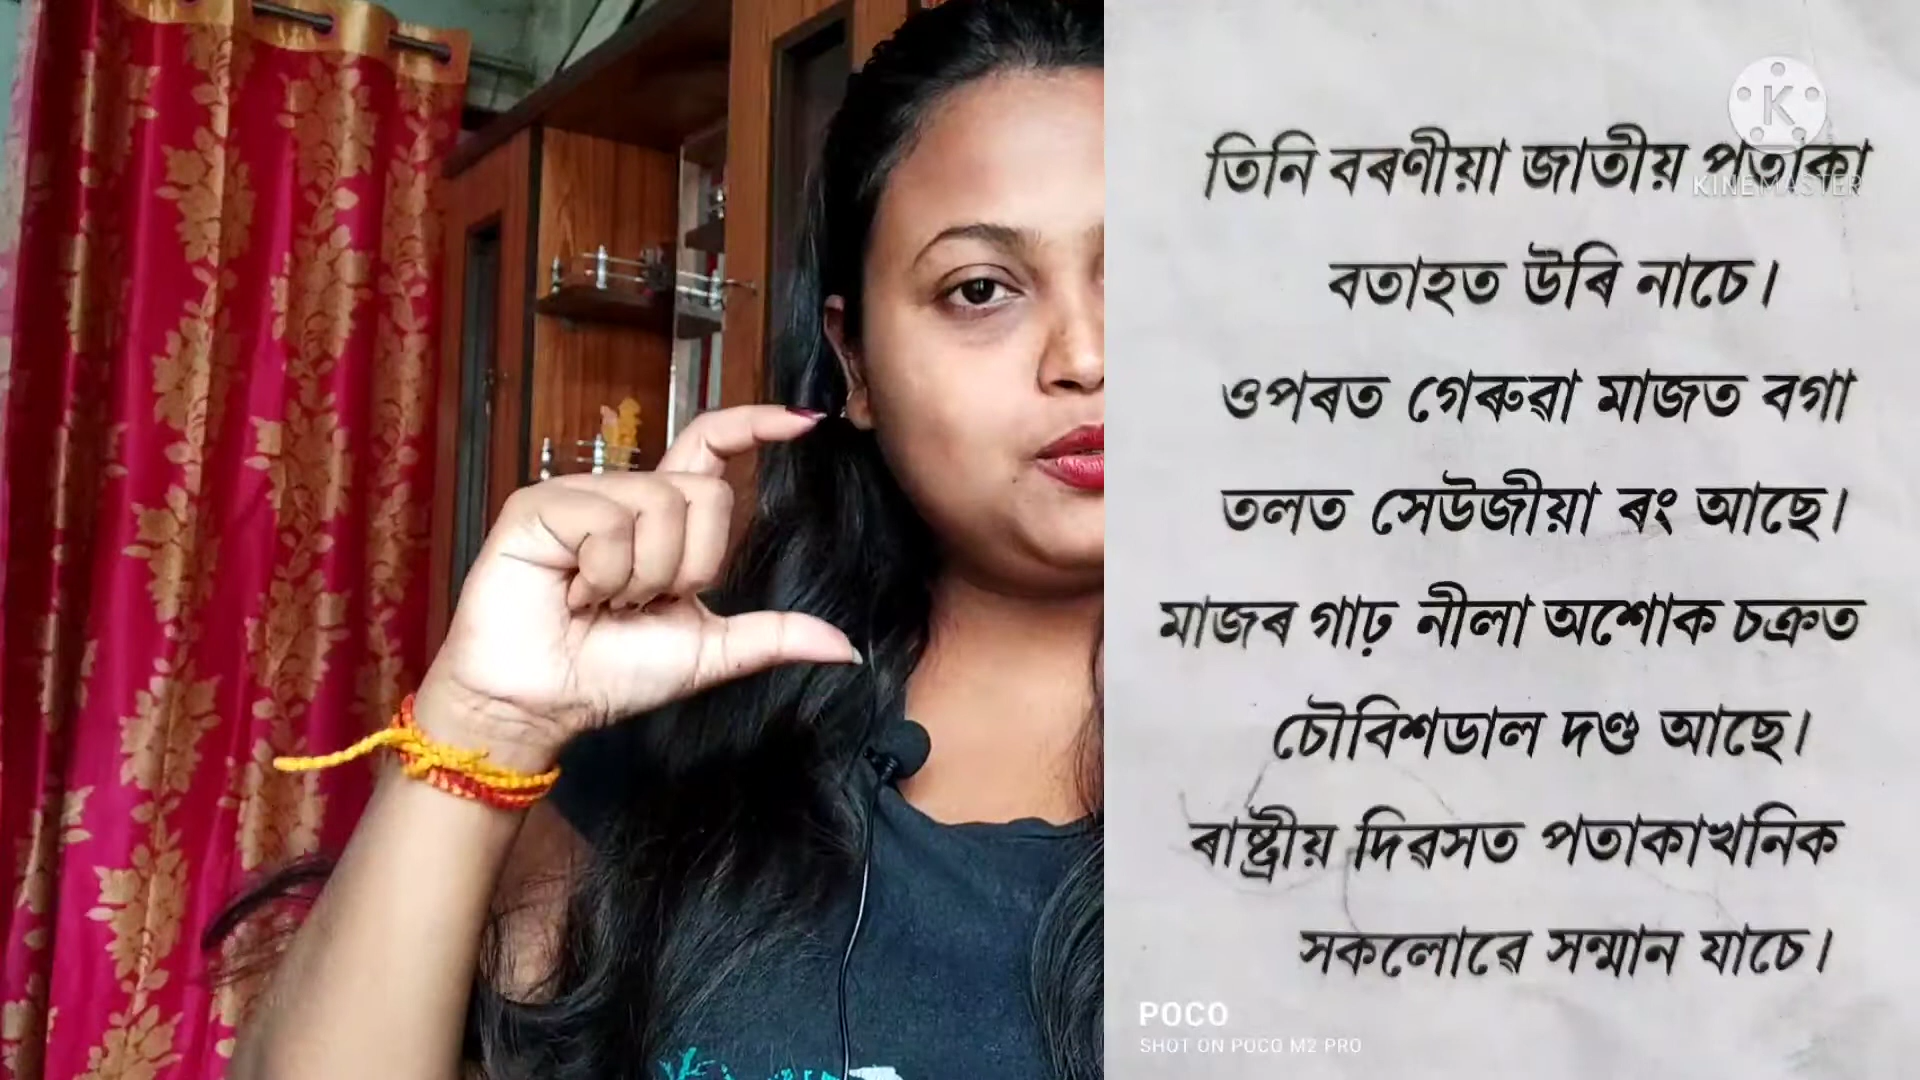 KINEMASTER
তিনি বৰণীয়া জাতীয় পতাকা
বতাহত উৰি নাচে।
ওপৰত গেৰুৱা মাজত বগা
তলত সেউজীয়া ৰং আছে।
মাজৰ গাঢ় নীলা অশোক চক্ৰত
চৌবিশডাল দণ্ড আছে।
ৰাষ্ট্ৰীয় দিৱসত পতাকাখনিক
সকলোৱে সন্মান যাচে।
POCO
SHOT ON POCO M2 PRO